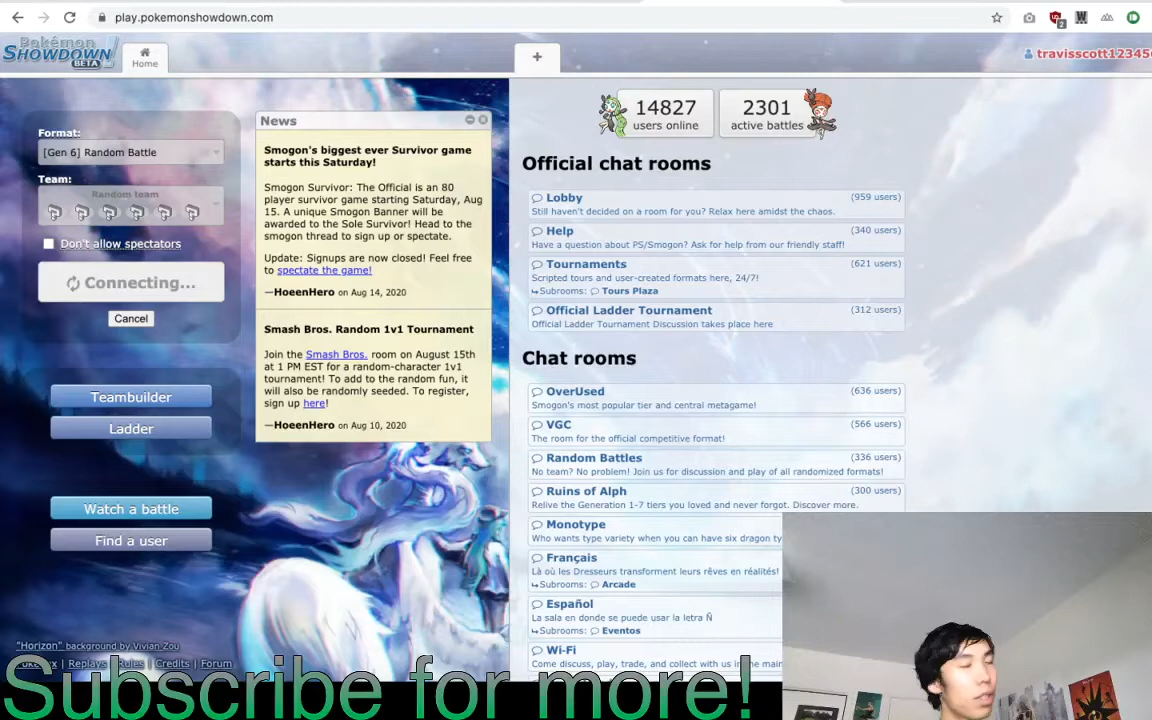 play.pokemonshowdown.com
2
W
Pokémon
SHOWDOWN!
BETA
Home
+
travisscott12345
Format:
[Gen 6] Random Battle
Team:
Random team
Don't allow spectators
Connecting...
Cancel
Teambuilder
Ladder
Watch a battle
Find a user
"Horizon" background by Vivian Zou
Pokédex | Replays | Rules | Credits | Forum
News
Smogon's biggest ever Survivor game
starts this Saturday!
Smogon Survivor: The Official is an 80
player survivor game starting Saturday, Aug
15. A unique Smogon Banner will be
awarded to the Sole Survivor! Head to the
smogon thread to sign up or spectate.
Update: Signups are now closed! Feel free
to spectate the game!
—HoeenHero on Aug 14, 2020
Smash Bros. Random 1v1 Tournament
Join the Smash Bros. room on August 15th
at 1 PM EST for a random-character 1v1
tournament! To add to the random fun, it
will also be randomly seeded. To register,
sign up here!
—HoeenHero on Aug 10, 2020
14827
users online
2301
active battles
Official chat rooms
Lobby (959 users)
Still haven't decided on a room for you? Relax here amidst the chaos.
Help (340 users)
Have a question about PS/Smogon? Ask for help from our friendly staff!
Tournaments (621 users)
Scripted tours and user-created formats here, 24/7!
↳Subrooms: Tours Plaza
Official Ladder Tournament (312 users)
Official Ladder Tournament Discussion takes place here
Chat rooms
OverUsed (636 users)
Smogon's most popular tier and central metagame!
VGC (566 users)
The room for the official competitive format!
Random Battles (336 users)
No team? No problem! Join us for discussion and play of all randomized formats!
Ruins of Alph (300 users)
Relive the Generation 1-7 tiers you loved and never forgot. Discover more.
Monotype
Who wants type variety when you can have six dragon ty
Français
Là où les Dresseurs transforment leurs rêves en réalités!
↳Subrooms: Arcade
Español
La sala en donde se puede usar la letra Ñ
↳Subrooms: Eventos
Wi-Fi
Come discuss, play, trade, and collect with us in the main
Subscribe for more!